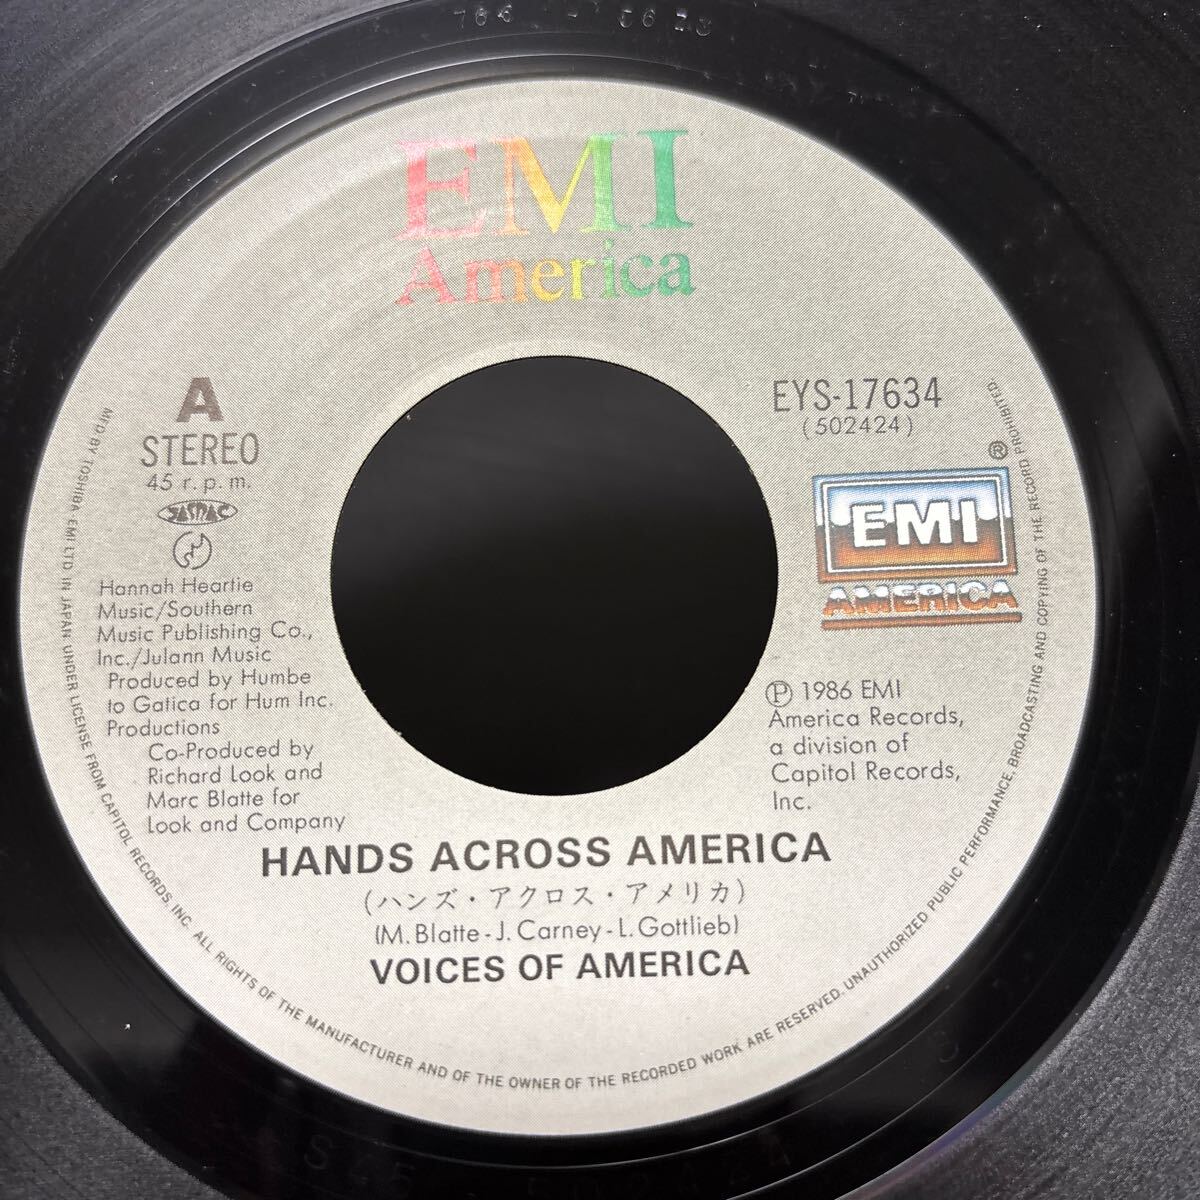 EMI
America
A
STEREO
45 r.p.m.
JASRAC
EYS-17634
(502424)
®
EMI
AMERICA
Hannah Heartie
Music/Southern
Music Publishing Co.,
Inc./Julann Music
Produced by Humbe
to Gatica for Hum Inc.
Productions
Co-Produced by
Richard Look and
Marc Blatte for
Look and Company
℗ 1986 EMI
America Records,
a division of
Capitol Records,
Inc.
HANDS ACROSS AMERICA
(ハンズ・アクロス・アメリカ)
(M. Blatte-J. Carney-L. Gottlieb)
VOICES OF AMERICA
MFD BY TOSHIBA EMI LTD. IN JAPAN UNDER LICENSE FROM CAPITOL RECORDS, INC. ALL RIGHTS OF THE MANUFACTURER AND OF THE OWNER OF THE RECORDED WORK ARE RESERVED. UNAUTHORIZED PUBLIC PERFORMANCE, BROADCASTING AND COPYING OF THE RECORD PROHIBITED.